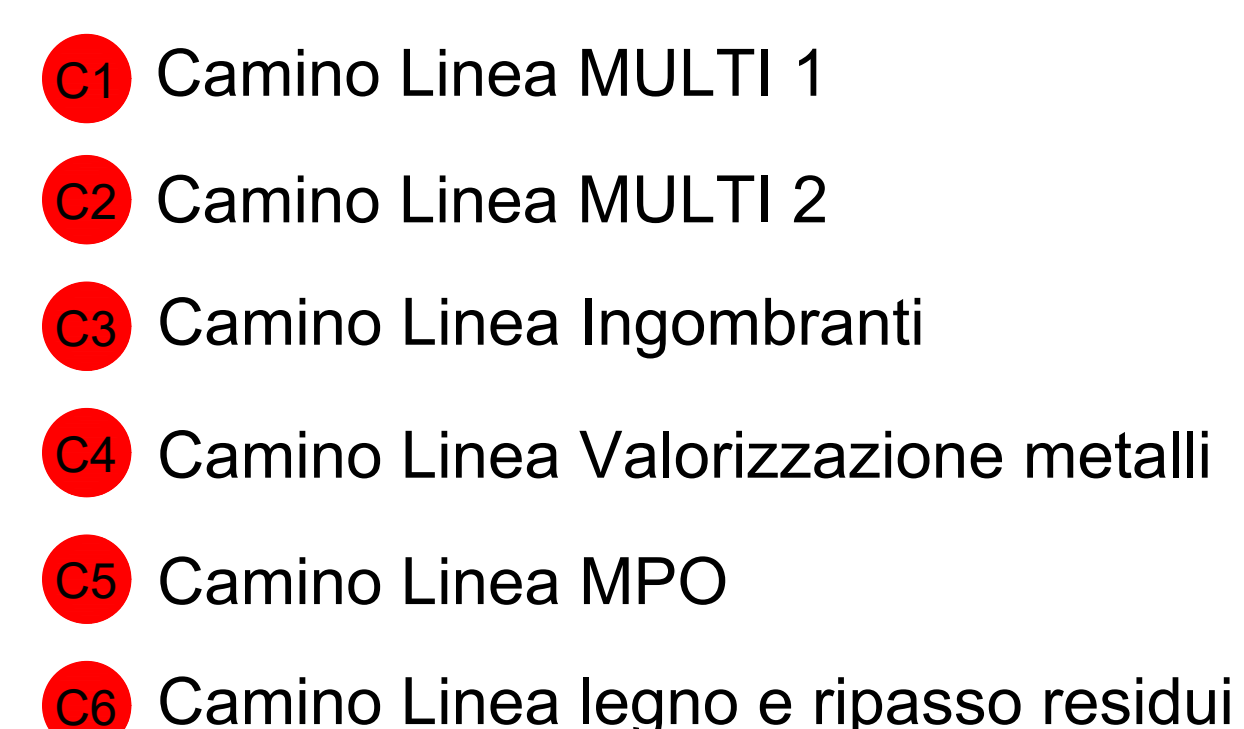 C1 Camino Linea MULTI 1
C2 Camino Linea MULTI 2
C3 Camino Linea Ingombranti
C4 Camino Linea Valorizzazione metalli
C5 Camino Linea MPO
C6 Camino Linea legno e ripasso residui